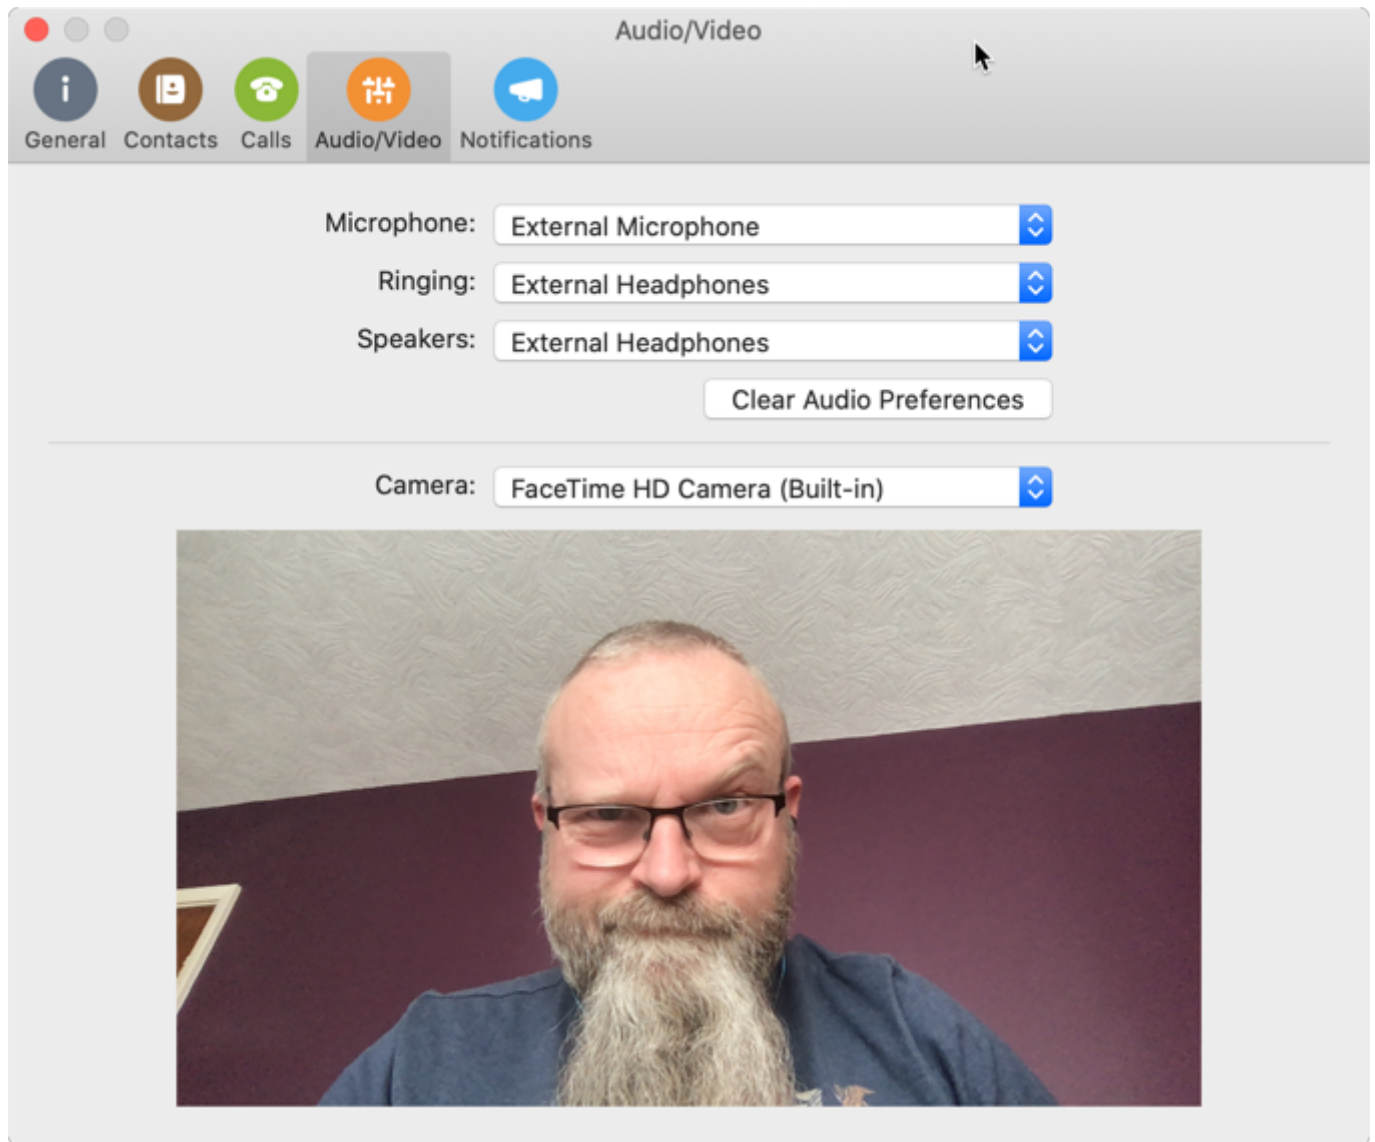 Audio/Video
General Contacts Calls Audio/Video Notifications
Microphone: External Microphone
Ringing: External Headphones
Speakers: External Headphones
Clear Audio Preferences
Camera: FaceTime HD Camera (Built-in)